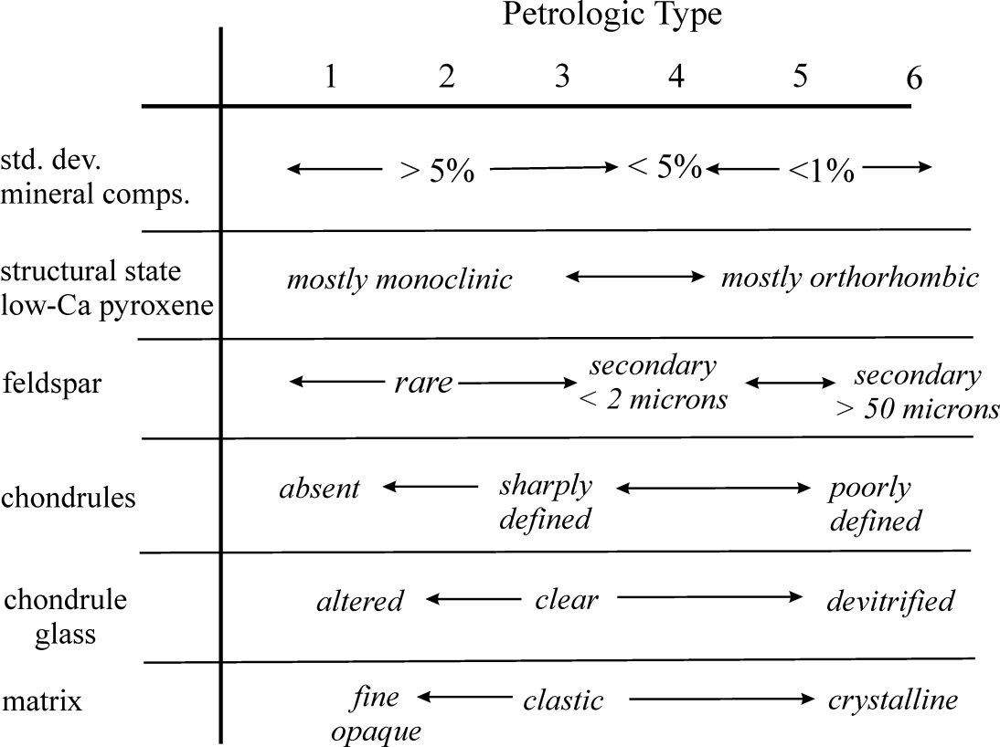 Petrologic Type
1 2 3 4 5 6
std. dev.
mineral comps.
> 5% < 5% <1%
structural state
low-Ca pyroxene
mostly monoclinic mostly orthorhombic
feldspar
rare
secondary
< 2 microns
secondary
> 50 microns
chondrules
absent
sharply
defined
poorly
defined
chondrule
glass
altered clear devitrified
matrix
fine
opaque
clastic
crystalline